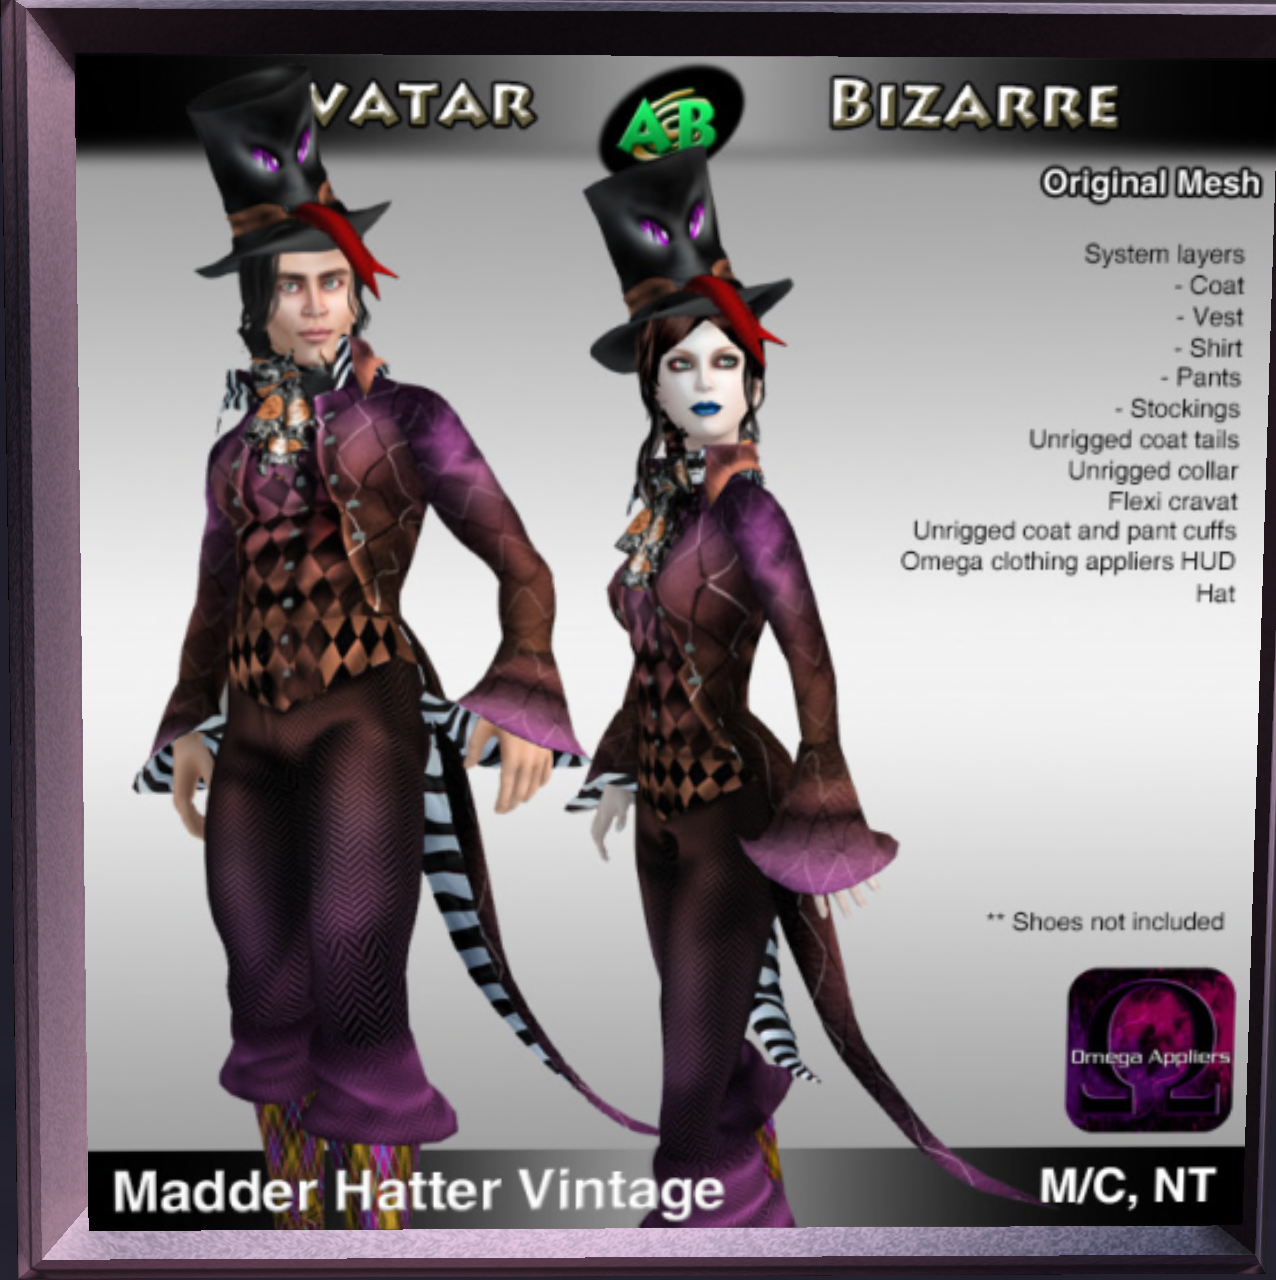 VATAR
AB
BIZARRE
Original Mesh
System layers
- Coat
- Vest
- Shirt
- Pants
- Stockings
Unrigged coat tails
Unrigged collar
Flexi cravat
Unrigged coat and pant cuffs
Omega clothing appliers HUD
Hat
** Shoes not included
Ω
Omega Appliers
Madder Hatter Vintage
M/C, NT